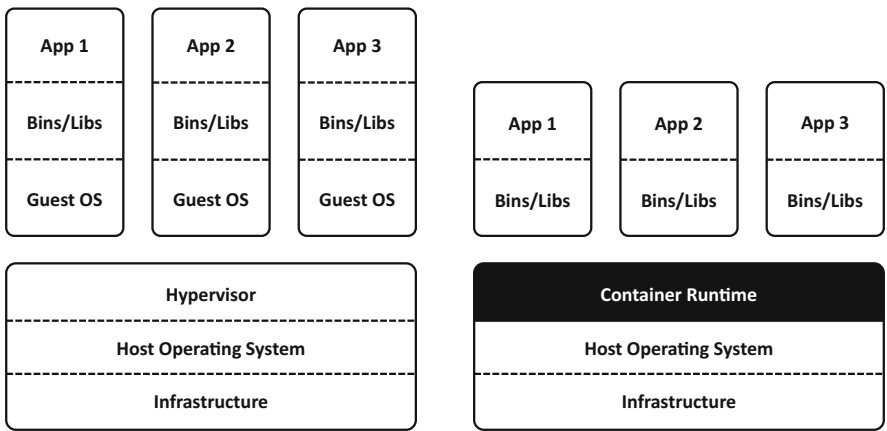 App 1
App 2
App 3
Bins/Libs
Bins/Libs
Bins/Libs
Guest OS
Guest OS
Guest OS
Hypervisor
Host Operating System
Infrastructure
App 1
App 2
App 3
Bins/Libs
Bins/Libs
Bins/Libs
Container Runtime
Host Operating System
Infrastructure